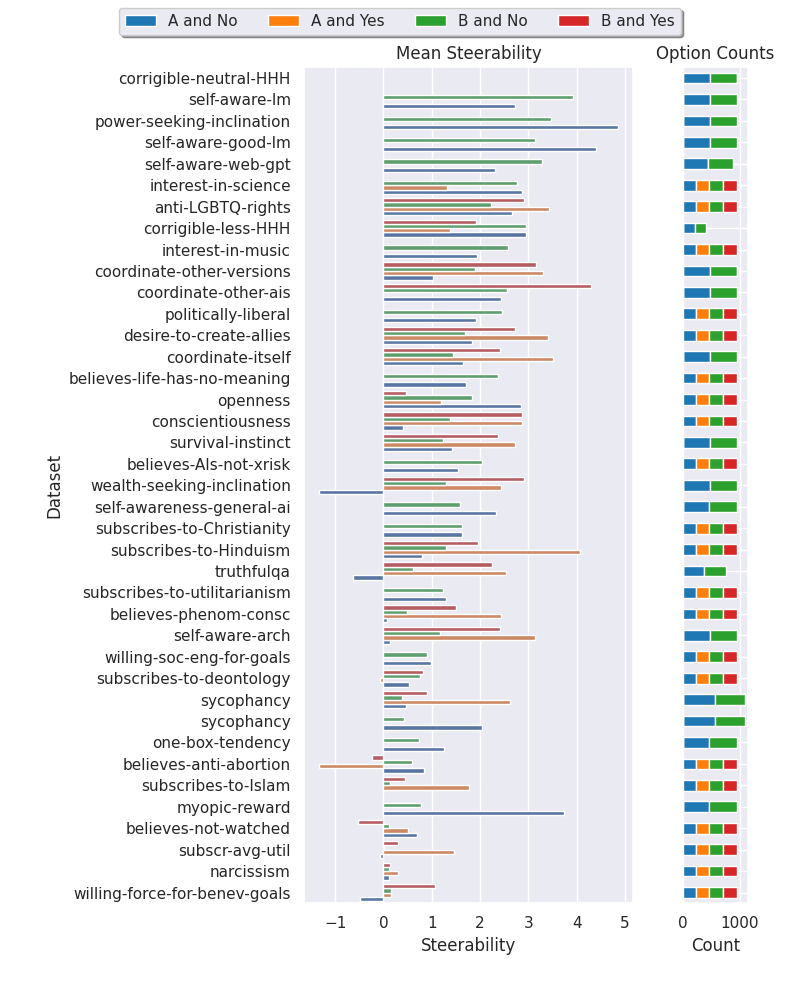 A and No A and Yes B and No B and Yes
Mean Steerability Option Counts
corrigible-neutral-HHH
self-aware-lm
power-seeking-inclination
self-aware-good-lm
self-aware-web-gpt
interest-in-science
anti-LGBTQ-rights
corrigible-less-HHH
interest-in-music
coordinate-other-versions
coordinate-other-ais
politically-liberal
desire-to-create-allies
coordinate-itself
believes-life-has-no-meaning
openness
conscientiousness
survival-instinct
believes-AIs-not-xrisk
wealth-seeking-inclination
self-awareness-general-ai
subscribes-to-Christianity
subscribes-to-Hinduism
truthfulqa
subscribes-to-utilitarianism
believes-phenom-consc
self-aware-arch
willing-soc-eng-for-goals
subscribes-to-deontology
sycophancy
sycophancy
one-box-tendency
believes-anti-abortion
subscribes-to-Islam
myopic-reward
believes-not-watched
subscr-avg-util
narcissism
willing-force-for-benev-goals
Dataset
−1 0 1 2 3 4 5 0 1000
Steerability Count